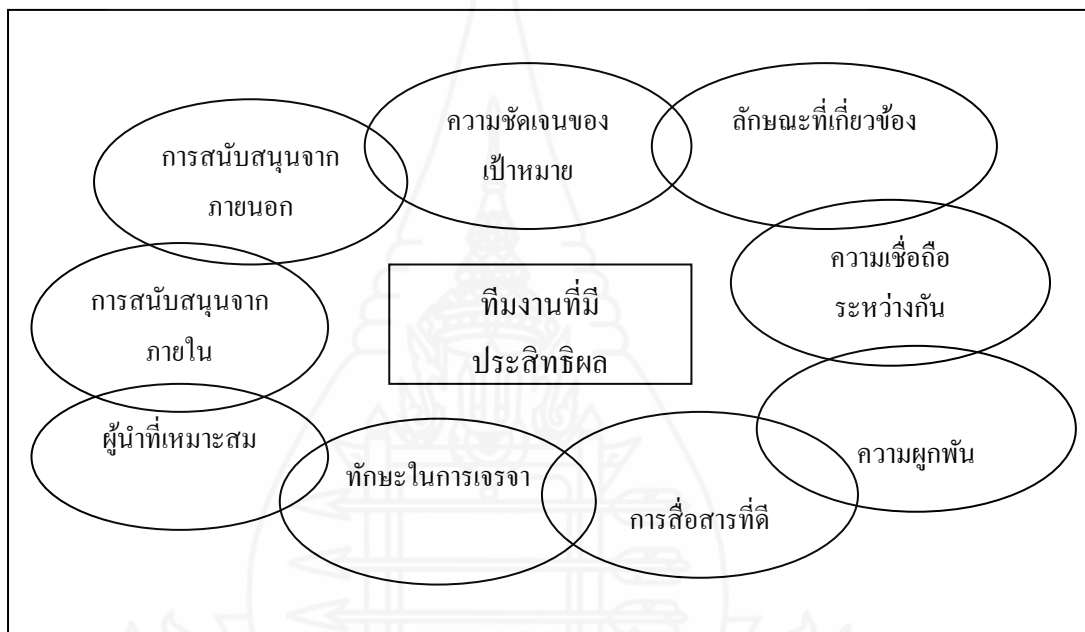 ความชัดเจนของ
เป้าหมาย
ลักษณะที่เกี่ยวข้อง
ความเชื่อถือ
ระหว่างกัน
ความผูกพัน
การสื่อสารที่ดี
ทักษะในการเจรจา
ผู้นำที่เหมาะสม
การสนับสนุนจาก
ภายใน
การสนับสนุนจาก
ภายนอก
ทีมงานที่มี
ประสิทธิผล